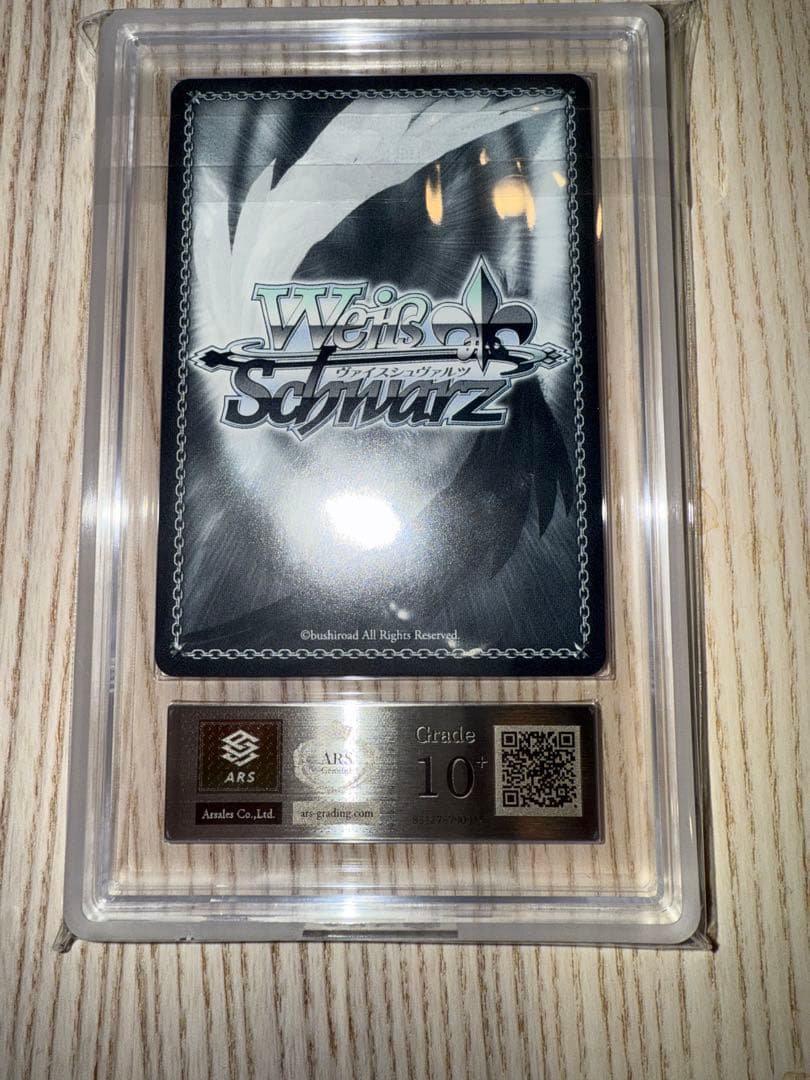 Weiß
ヴァイスシュヴァルツ
Schwarz
©bushiroad All Rights Reserved.
ARS
Arsales Co.,Ltd.
ARS
ars-grading.com
Grade
10+